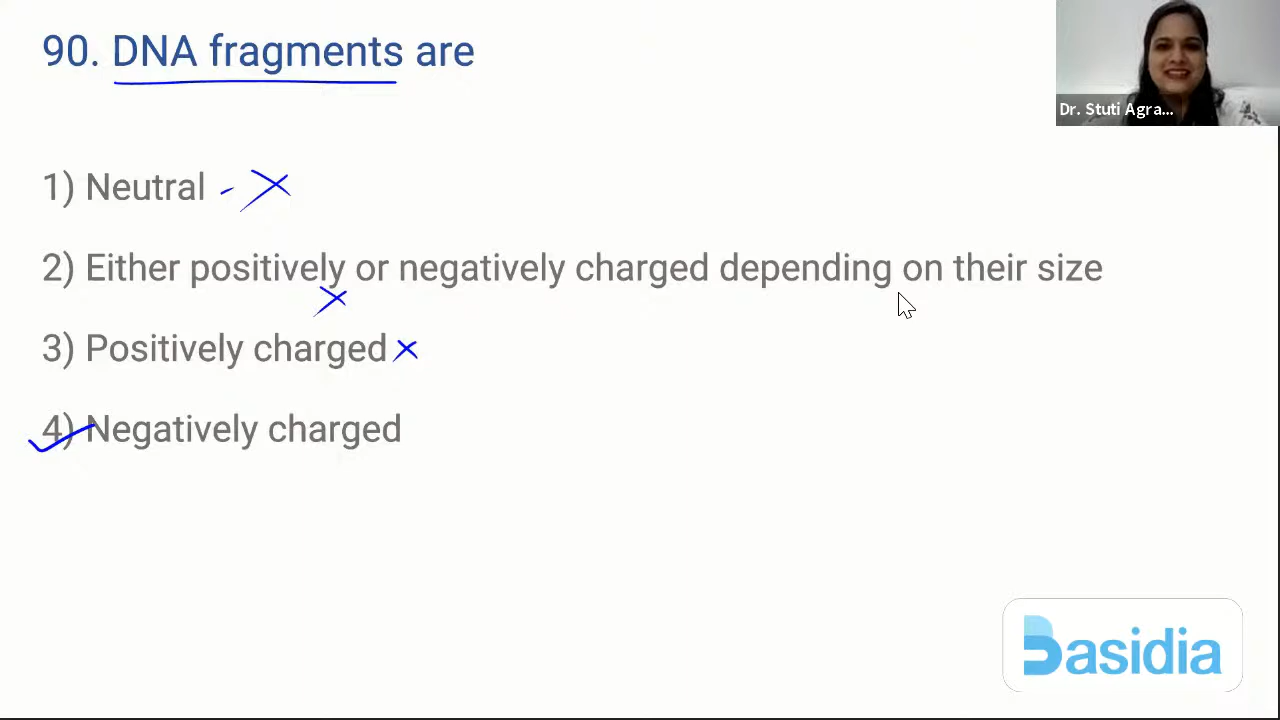 90. DNA fragments are
Dr. Stuti Agra...
1) Neutral
2) Either positively or negatively charged depending on their size
3) Positively charged
4) Negatively charged
Basidia